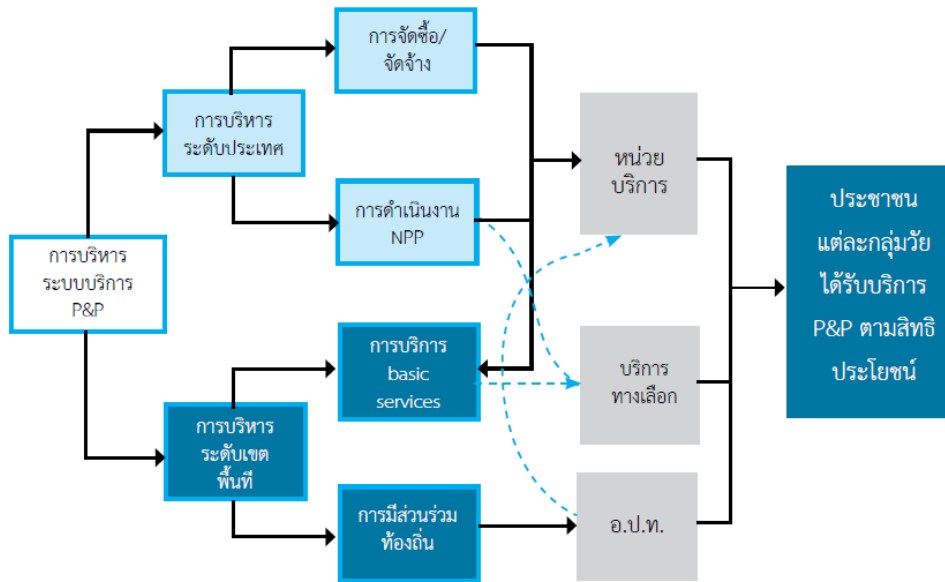 การจัดซื้อ/
จัดจ้าง
การบริหาร
ระดับประเทศ
หน่วย
บริการ
การดำเนินงาน
NPP
การบริหาร
ระบบบริการ
P&P
ประชาชน
แต่ละกลุ่มวัย
ได้รับบริการ
P&P ตามสิทธิ
ประโยชน์
การบริการ
basic
services
บริการ
ทางเลือก
การบริหาร
ระดับเขต
พื้นที่
การมีส่วนร่วม
ท้องถิ่น
อ.ป.ท.